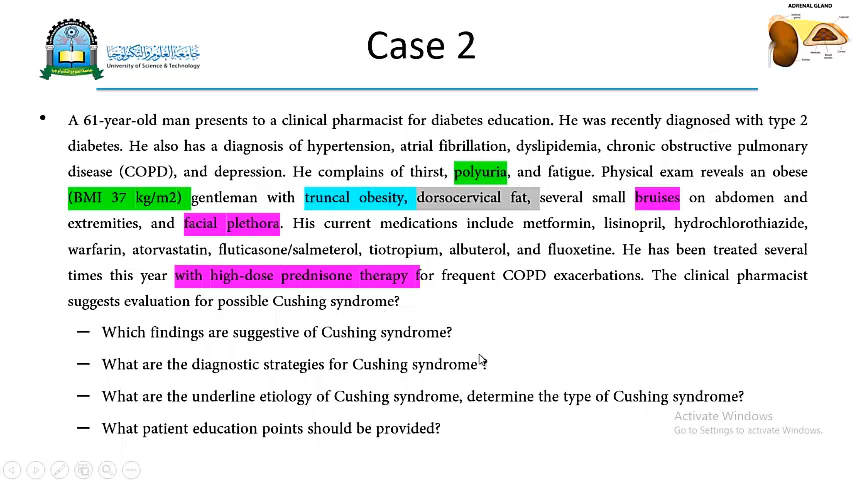 ADRENAL GLAND
Case 2
جامعة العلوم والتكنولوجيا
University of Science & Technology
• A 61-year-old man presents to a clinical pharmacist for diabetes education. He was recently diagnosed with type 2
diabetes. He also has a diagnosis of hypertension, atrial fibrillation, dyslipidemia, chronic obstructive pulmonary
disease (COPD), and depression. He complains of thirst, polyuria, and fatigue. Physical exam reveals an obese
(BMI 37 kg/m2) gentleman with truncal obesity, dorsocervical fat, several small bruises on abdomen and
extremities, and facial plethora. His current medications include metformin, lisinopril, hydrochlorothiazide,
warfarin, atorvastatin, fluticasone/salmeterol, tiotropium, albuterol, and fluoxetine. He has been treated several
times this year with high-dose prednisone therapy for frequent COPD exacerbations. The clinical pharmacist
suggests evaluation for possible Cushing syndrome?
— Which findings are suggestive of Cushing syndrome?
— What are the diagnostic strategies for Cushing syndrome?
— What are the underline etiology of Cushing syndrome, determine the type of Cushing syndrome?
— What patient education points should be provided?
Activate Windows
Go to Settings to activate Windows.